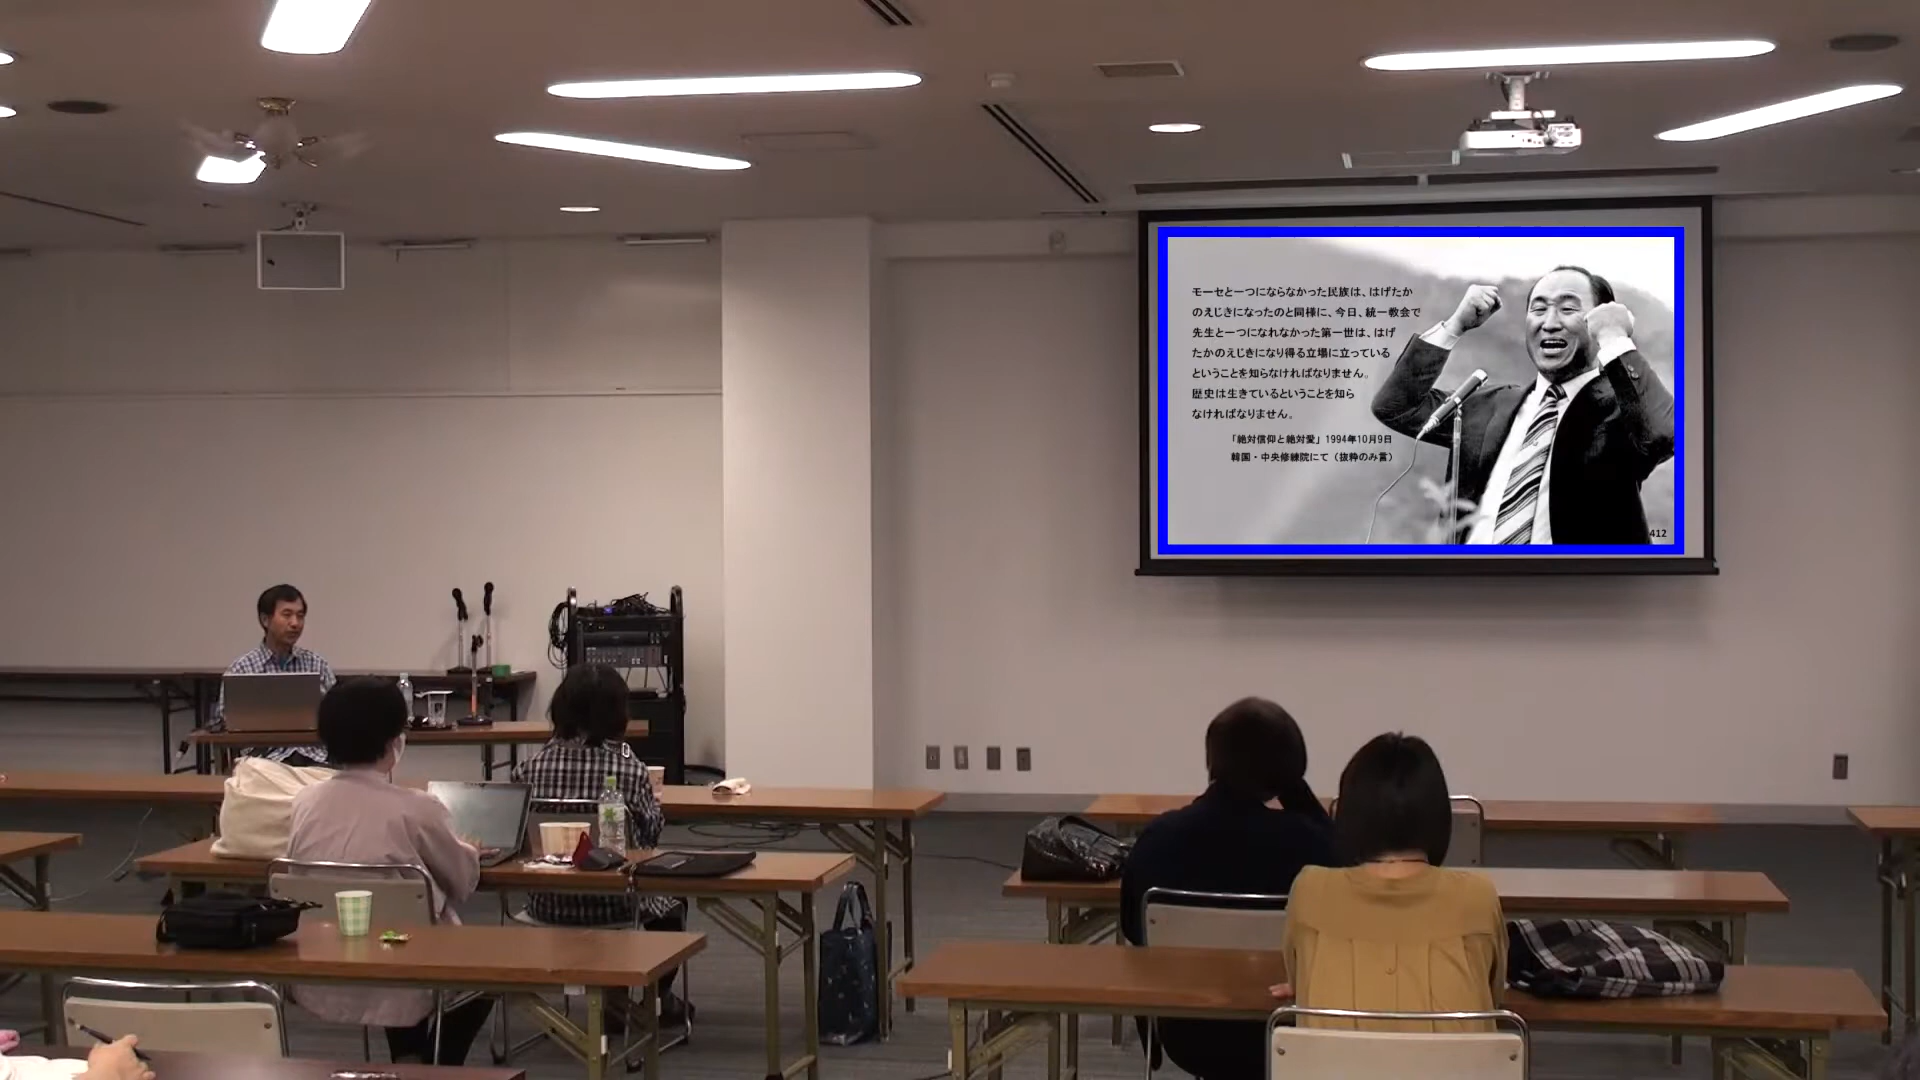 モーセと一つにならなかった民族は、はげたか
のえじきになったのと同様に、今日、統一教会で
先生と一つになれなかった第一世は、はげ
たかのえじきになり得る立場に立っている
ということを知らなければなりません。
歴史は生きているということを知ら
なければなりません。
「絶対信仰と絶対愛」1994年10月9日
韓国・中央修練院にて（抜粋のみ言）
412